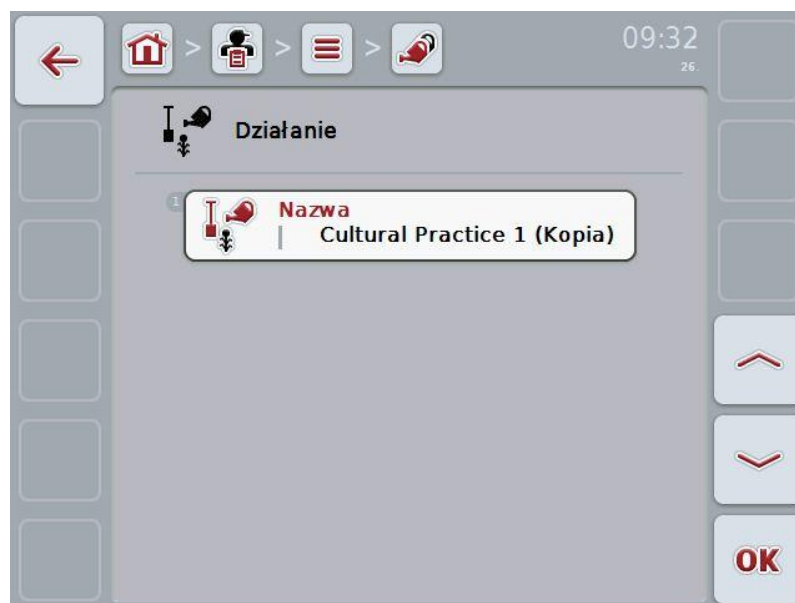 > > >
09:32
26.
Działanie
1
Nazwa
| Cultural Practice 1 (Kopia)
OK